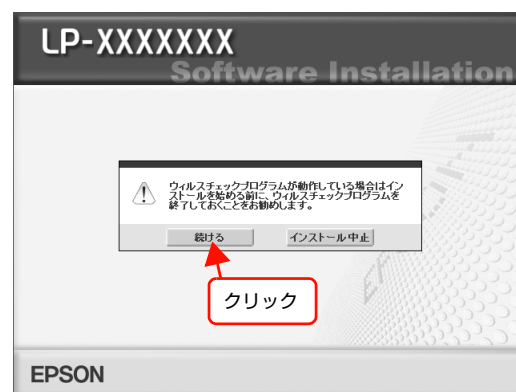 LP-XXXXXXX
Software Installation
ウィルスチェックプログラムが動作している場合はイン
ストールを始める前に、ウィルスチェックプログラムを
終了しておくことをお勧めします。
続ける
インストール中止
クリック
EPSON